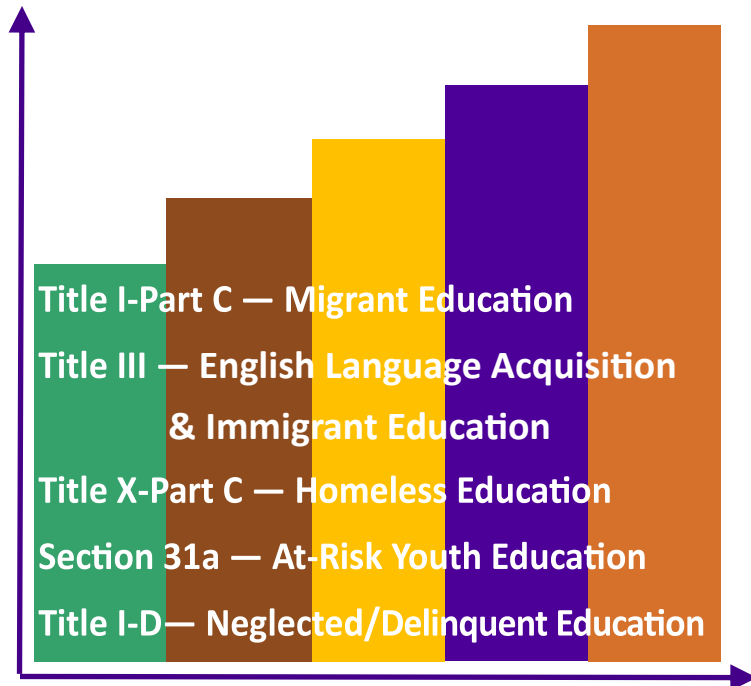 Title I-Part C — Migrant Education
Title III — English Language Acquisition
& Immigrant Education
Title X-Part C — Homeless Education
Section 31a — At-Risk Youth Education
Title I-D— Neglected/Delinquent Education